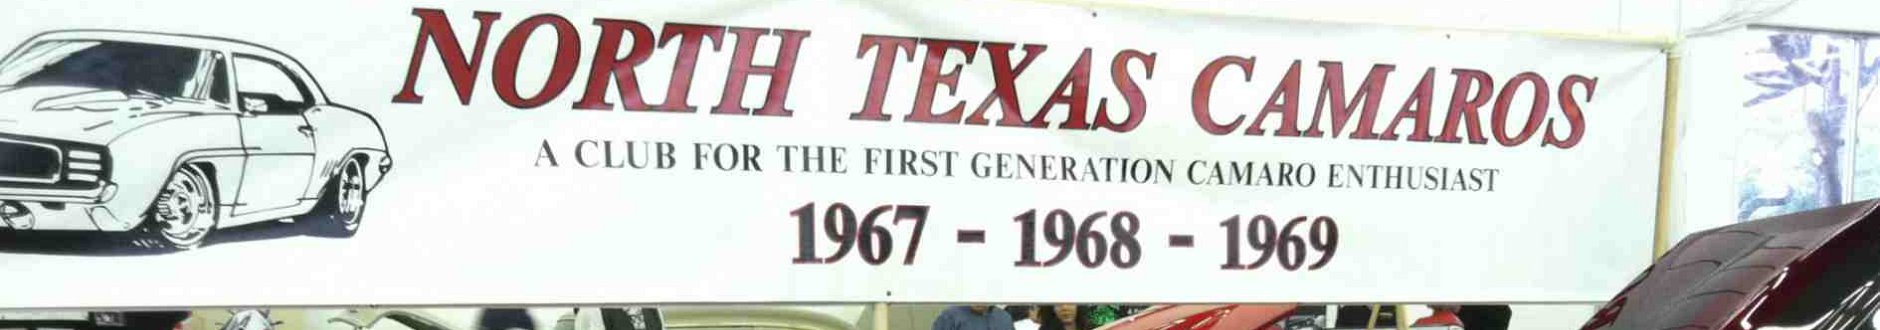 NORTH TEXAS CAMAROS
A CLUB FOR THE FIRST GENERATION CAMARO ENTHUSIAST
1967 - 1968 - 1969